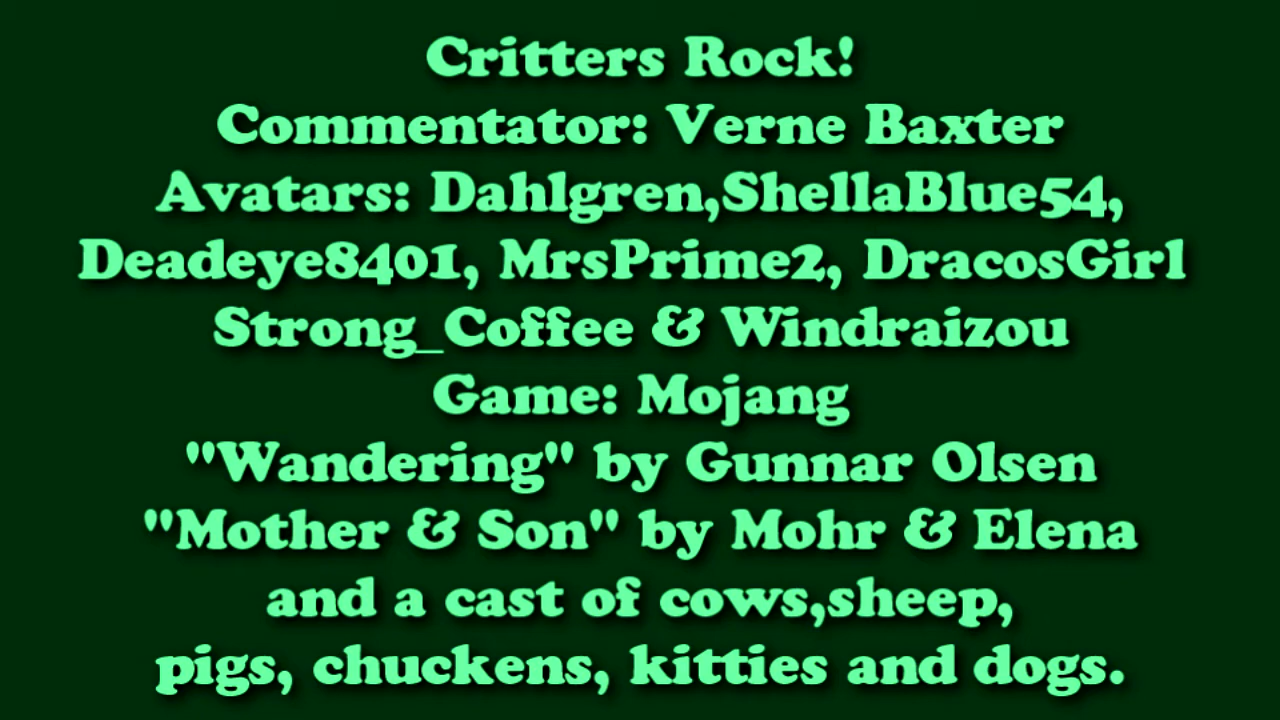 Critters Rock!
Commentator: Verne Baxter
Avatars: Dahlgren,ShellaBlue54,
Deadeye8401, MrsPrime2, DracosGirl
Strong_Coffee & Windraizou
Game: Mojang
"Wandering" by Gunnar Olsen
"Mother & Son" by Mohr & Elena
and a cast of cows,sheep,
pigs, chuckens, kitties and dogs.